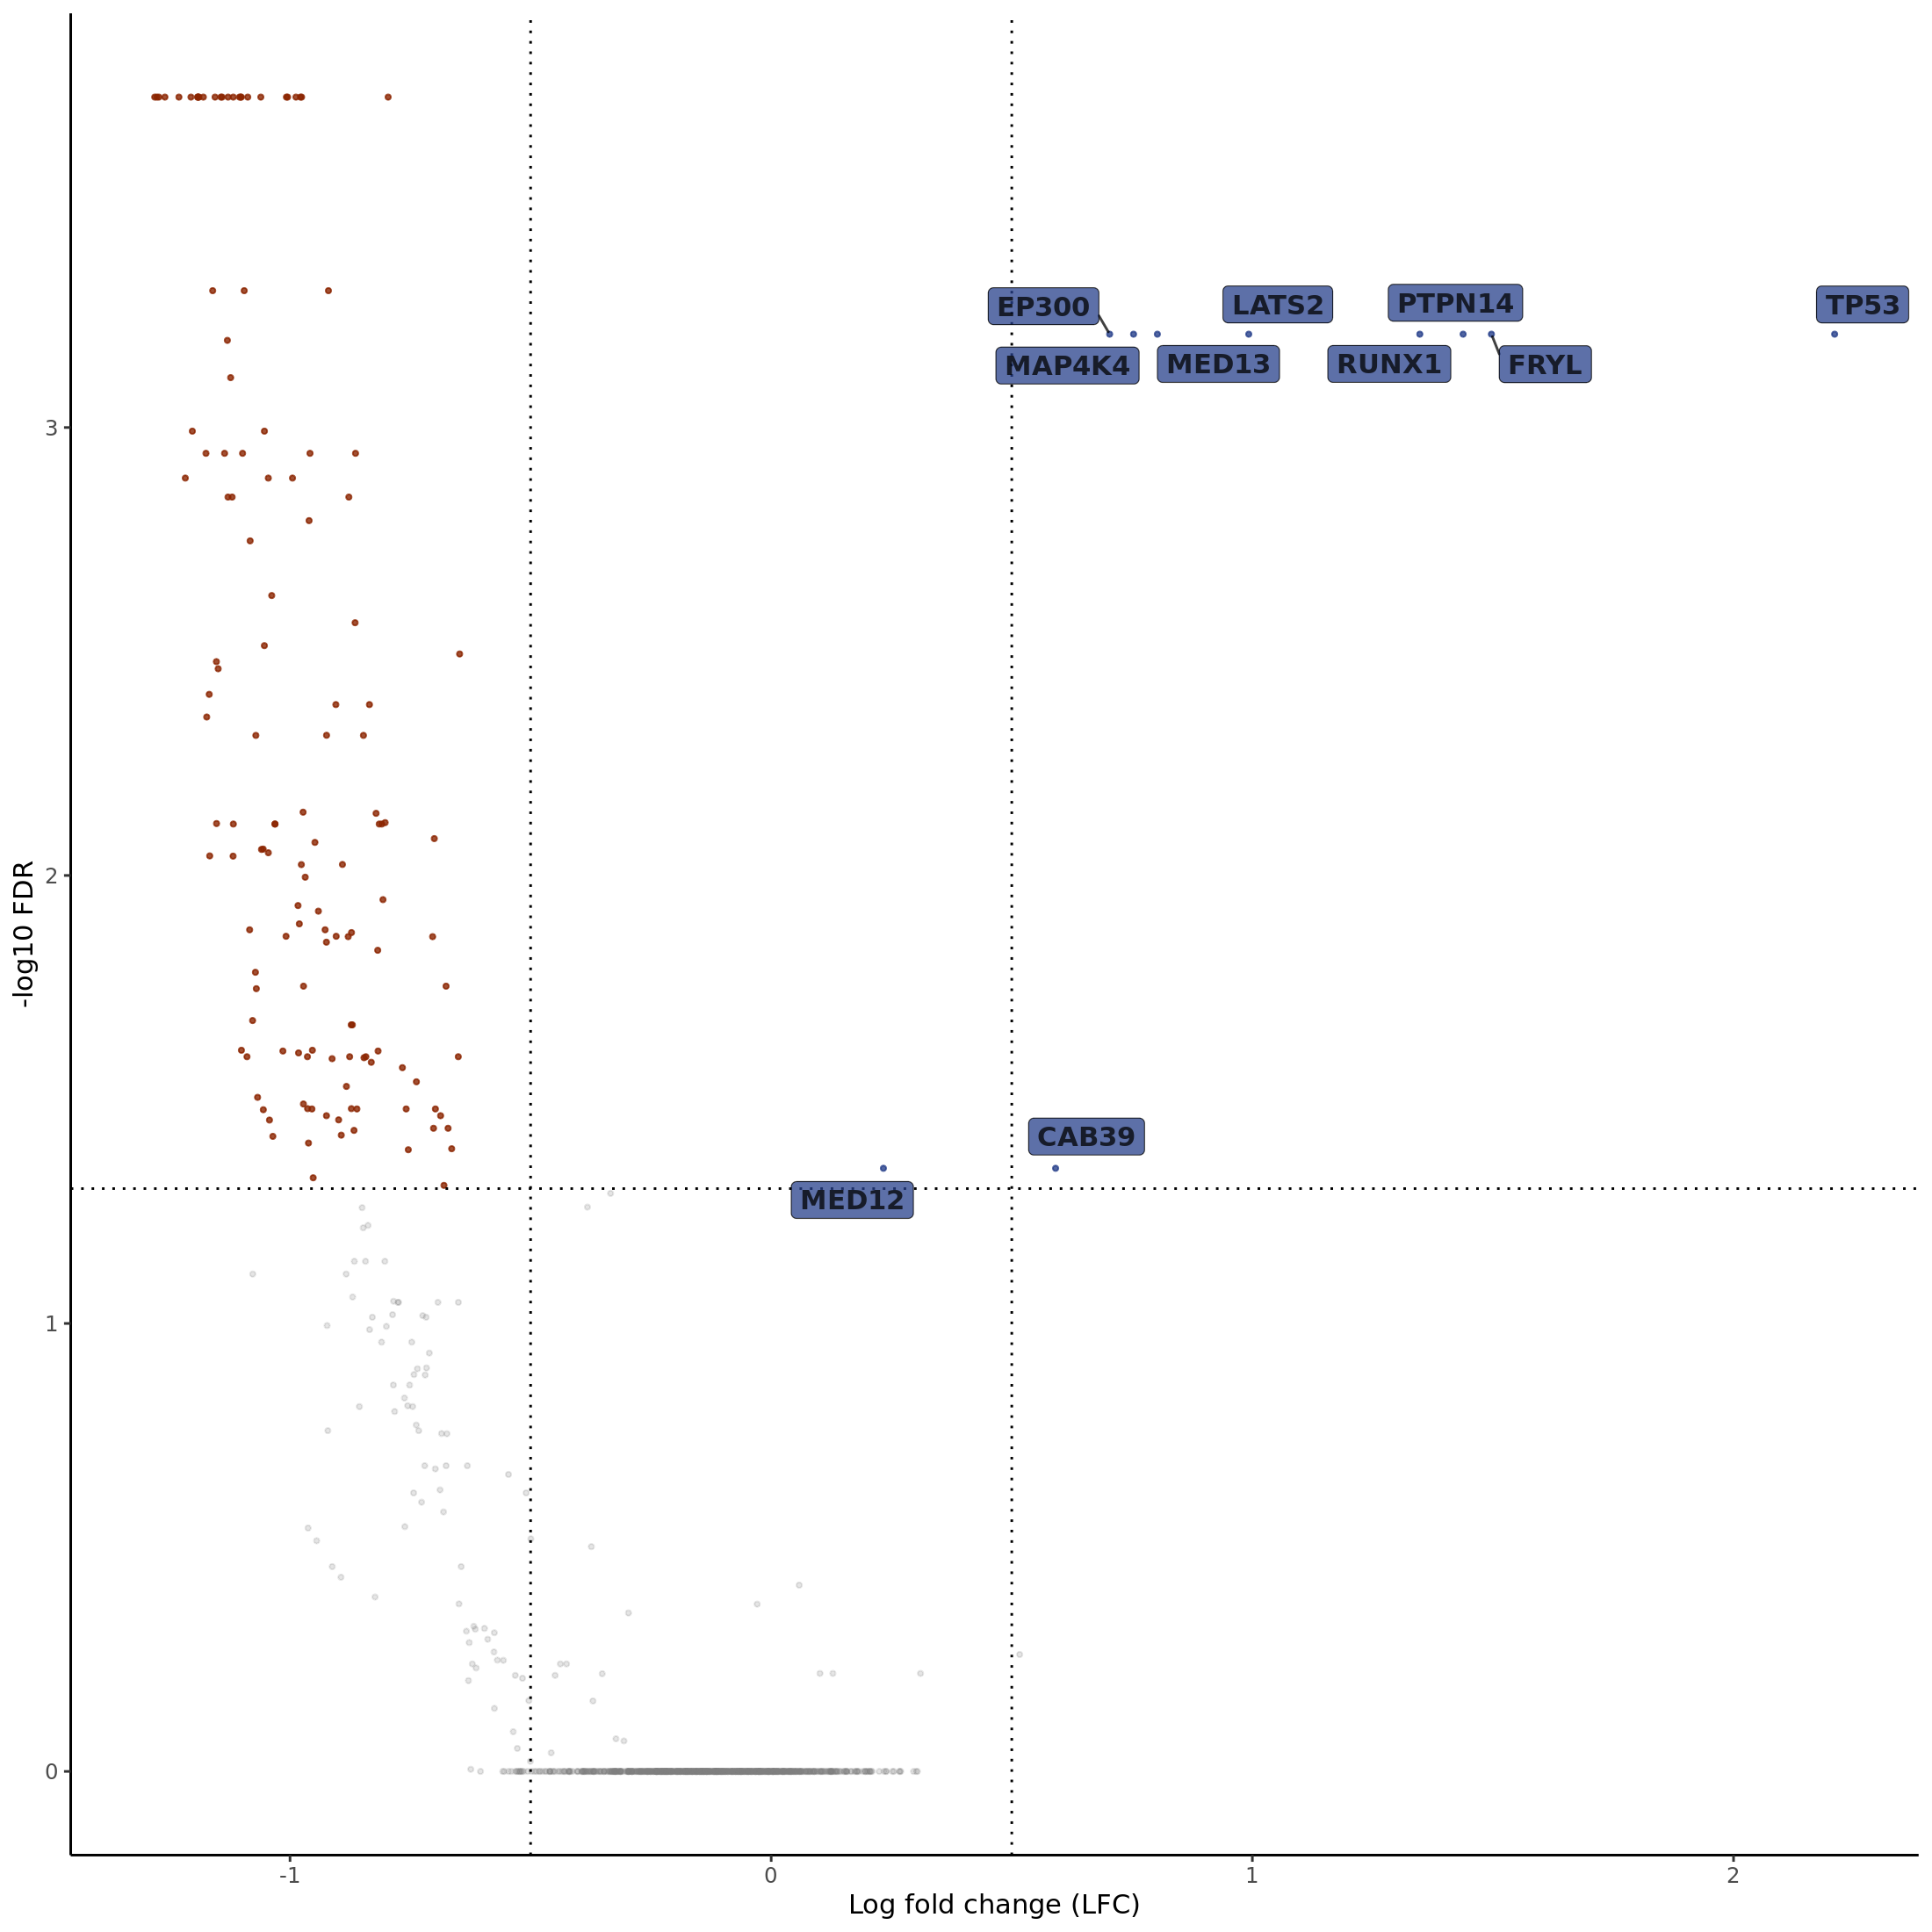 EP300
LATS2
PTPN14
TP53
MAP4K4
MED13
RUNX1
FRYL
CAB39
MED12
3
2
1
0
-log10 FDR
-1
0
1
2
Log fold change (LFC)